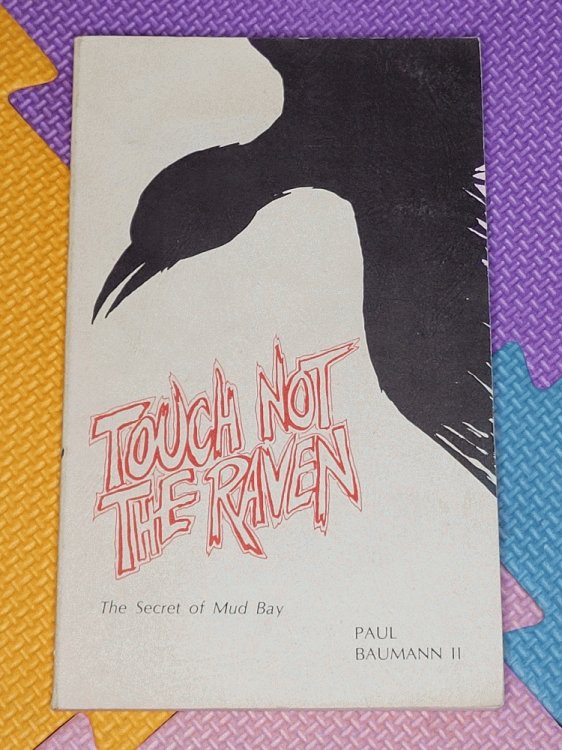 TOUCH NOT
THE RAVEN
The Secret of Mud Bay
PAUL
BAUMANN II